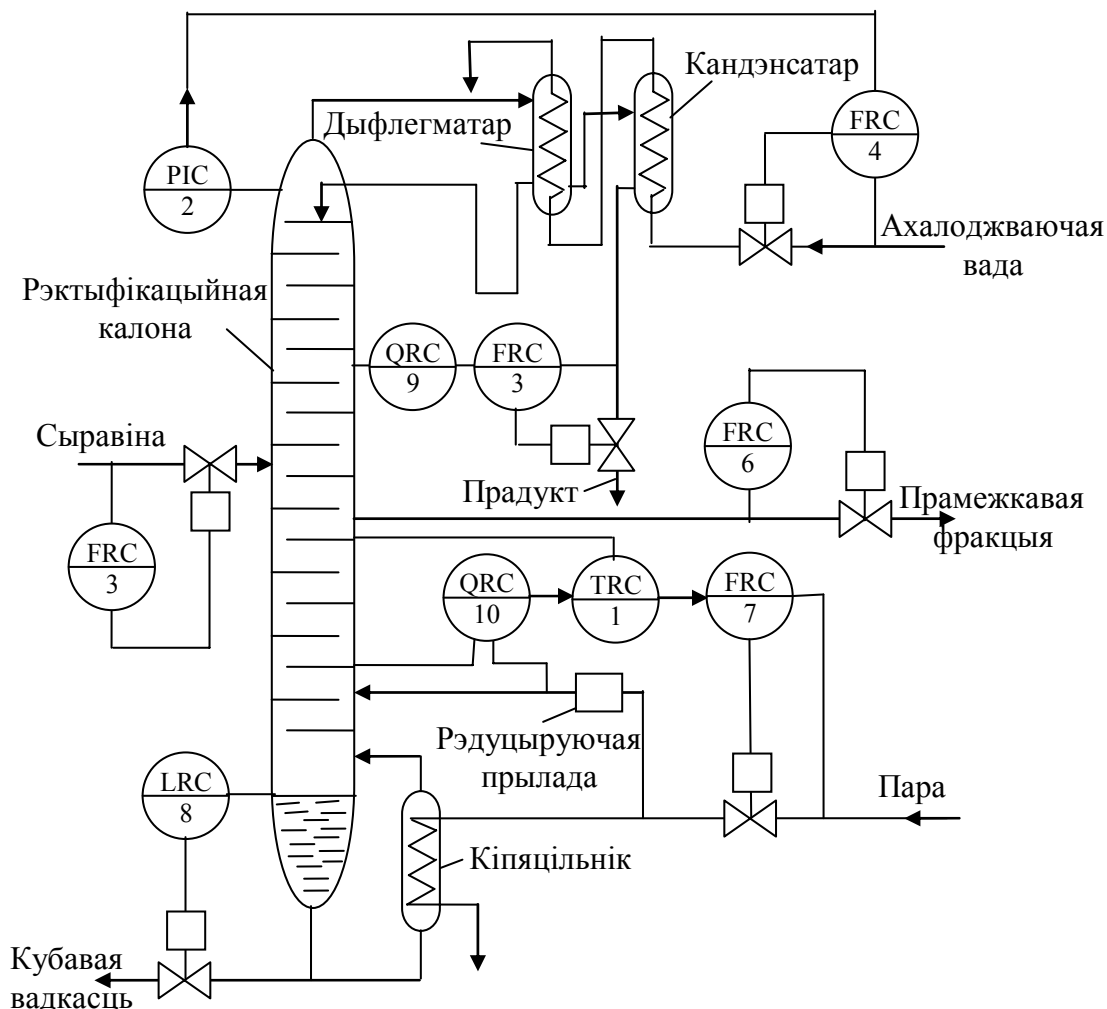 Кандэнсатар
FRC
4
Дыфлегматар
PIC
2
Ахалоджваючая
вада
Рэктыфікацыйная
калона
QRC
9
FRC
3
Сыравіна
FRC
6
Прадукт
Прамежкавая
фракцыя
FRC
3
QRC
10
TRC
1
FRC
7
Рэдуцыруючая
прылада
LRC
8
Пара
Кіпяцільнік
Кубавая
вадкасць